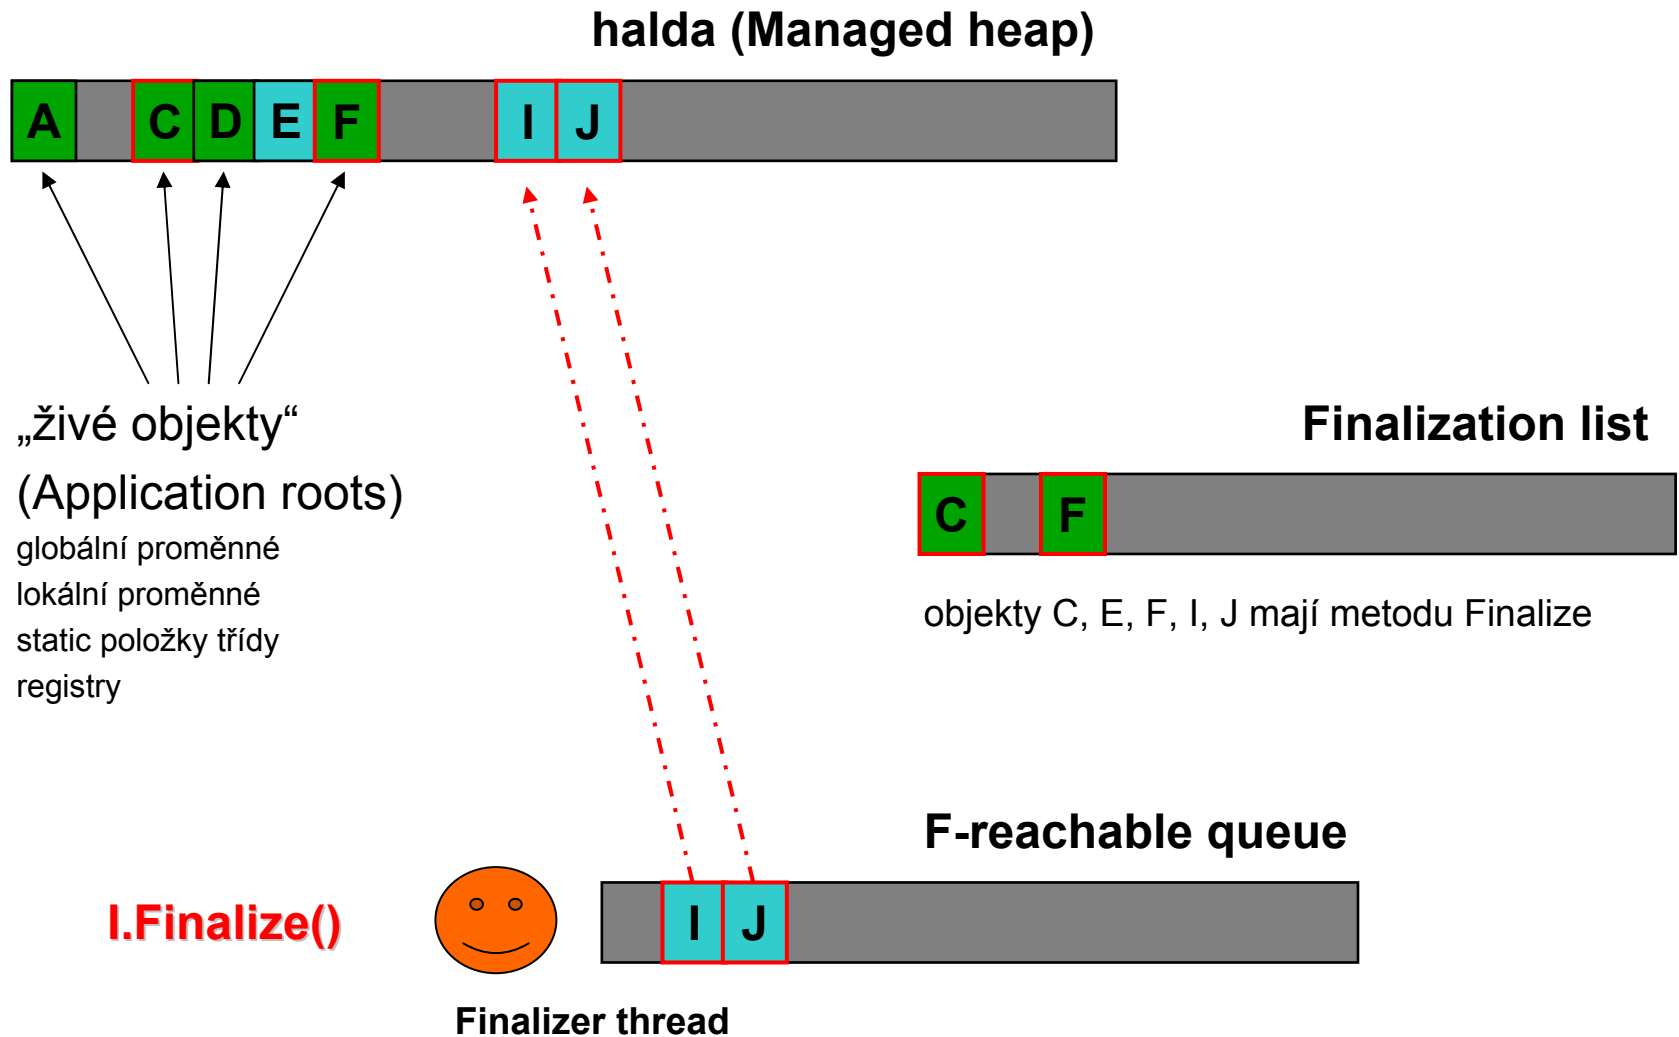 halda (Managed heap)
A C D E F I J
„živé objekty“
(Application roots)
globální proměnné
lokální proměnné
static položky třídy
registry
Finalization list
C F
objekty C, E, F, I, J mají metodu Finalize
F-reachable queue
I.Finalize()
I J
Finalizer thread